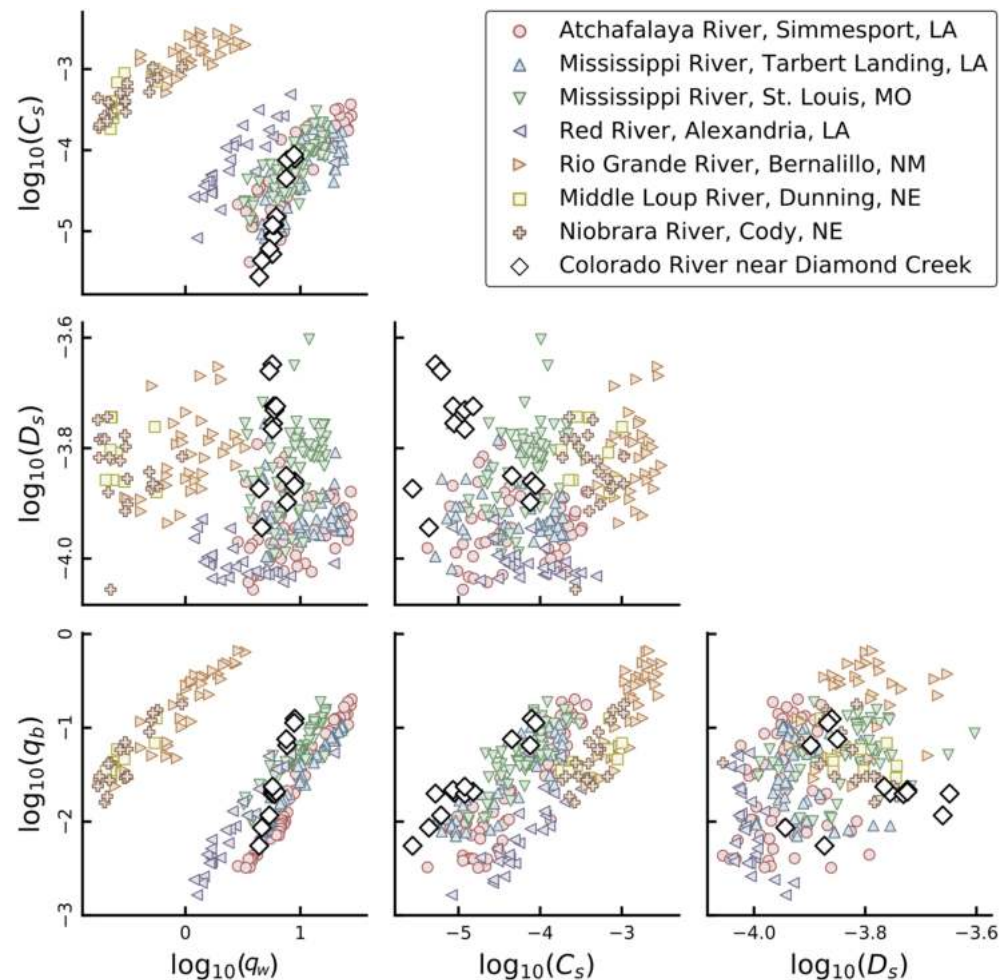 log₁₀(Cₛ)
−3
−4
−5
Atchafalaya River, Simmesport, LA
Mississippi River, Tarbert Landing, LA
Mississippi River, St. Louis, MO
Red River, Alexandria, LA
Rio Grande River, Bernalillo, NM
Middle Loup River, Dunning, NE
Niobrara River, Cody, NE
Colorado River near Diamond Creek
log₁₀(Dₛ)
−3.6
−3.8
−4.0
log₁₀(q_b)
0
−1
−2
−3
0 1
−5 −4 −3
−4.0 −3.8 −3.6
log₁₀(q_w) log₁₀(Cₛ) log₁₀(Dₛ)